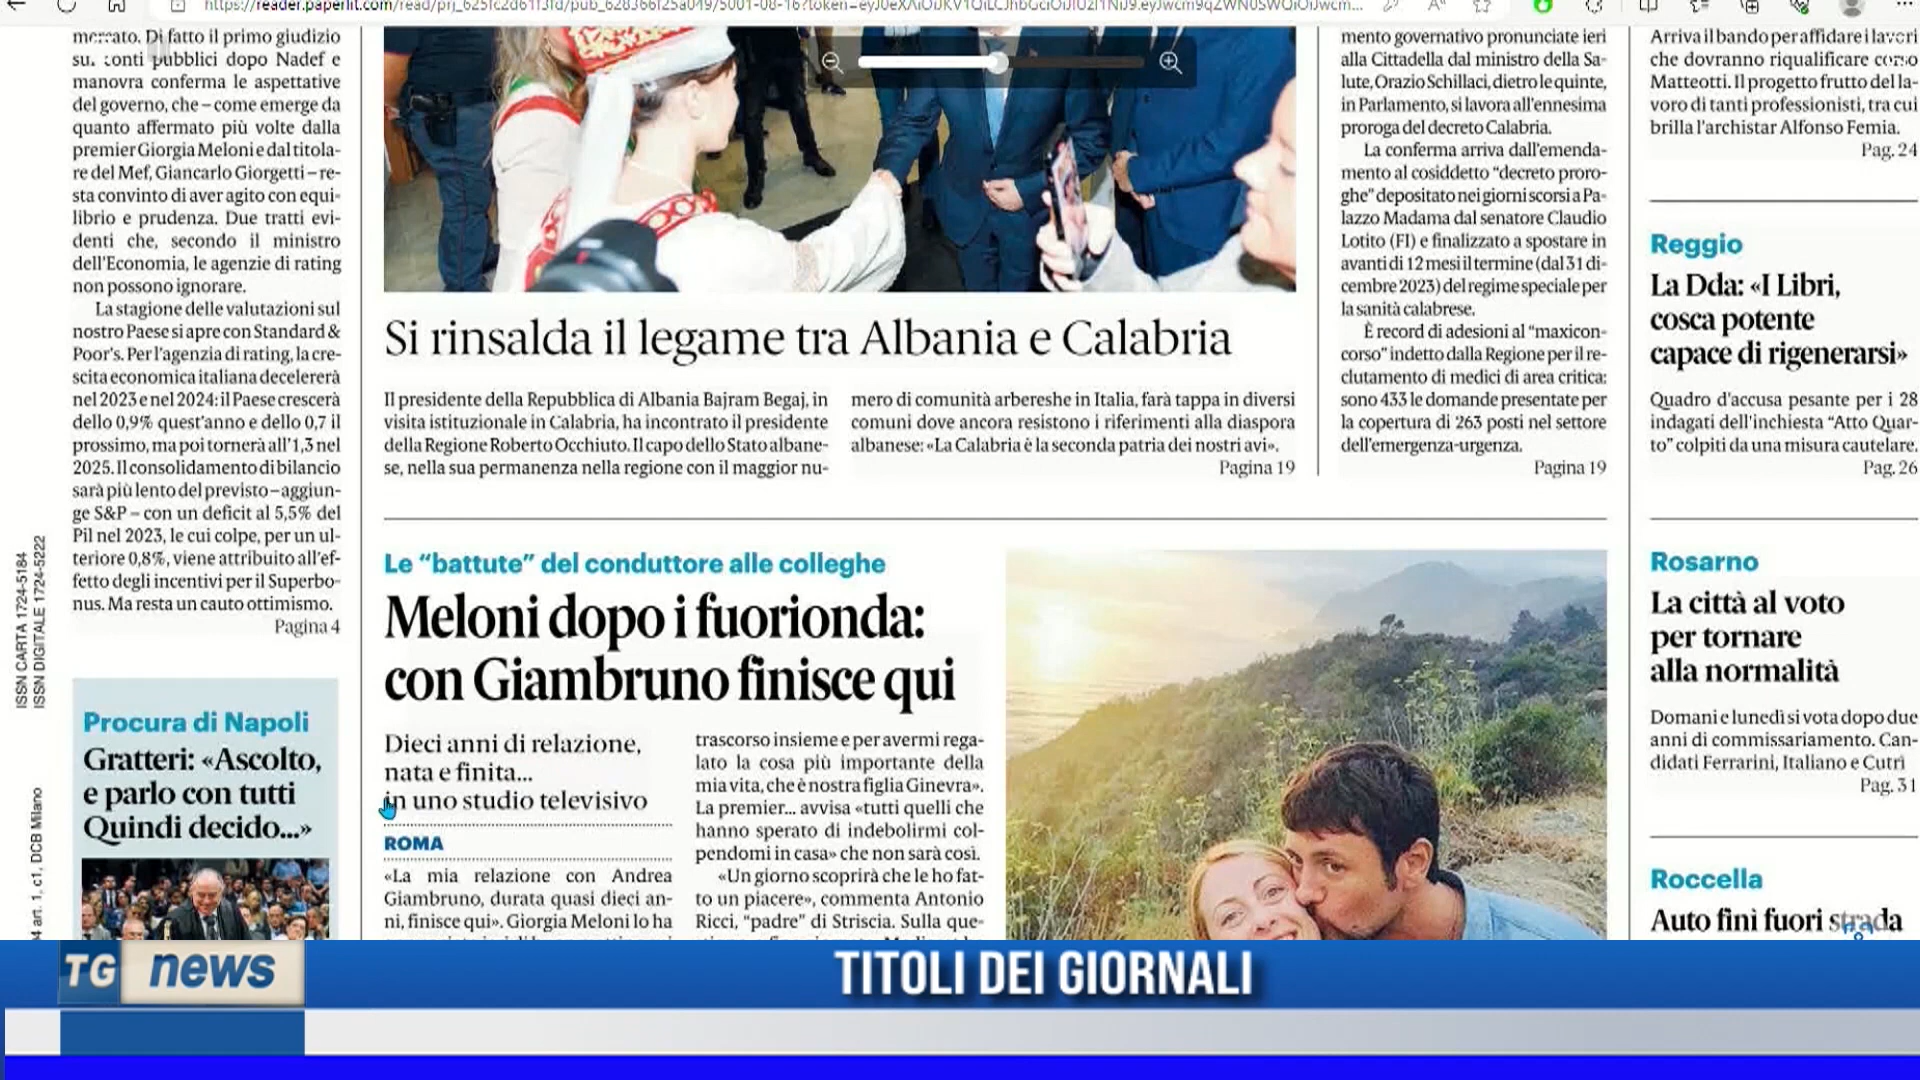 https://reader.paperlit.com/read/prj_625fc2d61f3fd/pub_628366f25a049/5001-08-16?token=
mercato. Di fatto il primo giudizio
conti pubblici dopo Nadef e
manovra conferma le aspettative
del governo, che – come emerge da
quanto affermato più volte dalla
premier Giorgia Meloni e dal titola-
re del Mef, Giancarlo Giorgetti – re-
sta convinto di aver agito con equi-
librio e prudenza. Due tratti evi-
denti che, secondo il ministro
dell'Economia, le agenzie di rating
non possono ignorare.
La stagione delle valutazioni sul
nostro Paese si apre con Standard &
Poor's. Per l'agenzia di rating, la cre-
scita economica italiana decelererà
nel 2023 e nel 2024: il Paese crescerà
dello 0,9% quest'anno e dello 0,7 il
prossimo, ma poi tornerà all'1,3 nel
2025. Il consolidamento di bilancio
sarà più lento del previsto – aggiun-
ge S&P – con un deficit al 5,5% del
Pil nel 2023, le cui colpe, per un ul-
teriore 0,8%, viene attribuito all'ef-
fetto degli incentivi per il Superbo-
nus. Ma resta un cauto ottimismo.
Pagina 4
ISSN CARTA 1724-5184
ISSN DIGITALE 1724-5222
art. 1, c1, DCB Milano
Procura di Napoli
Gratteri: «Ascolto,
e parlo con tutti
Quindi decido...»
Si rinsalda il legame tra Albania e Calabria
Il presidente della Repubblica di Albania Bajram Begaj, in
visita istituzionale in Calabria, ha incontrato il presidente
della Regione Roberto Occhiuto. Il capo dello Stato albane-
se, nella sua permanenza nella regione con il maggior nu-
mero di comunità arbereshe in Italia, farà tappa in diversi
comuni dove ancora resistono i riferimenti alla diaspora
albanese: «La Calabria è la seconda patria dei nostri avi».
Pagina 19
Le “battute” del conduttore alle colleghe
Meloni dopo i fuorionda:
con Giambruno finisce qui
Dieci anni di relazione,
nata e finita...
in uno studio televisivo
ROMA
«La mia relazione con Andrea
Giambruno, durata quasi dieci an-
ni, finisce qui». Giorgia Meloni lo ha
trascorso insieme e per avermi rega-
lato la cosa più importante della
mia vita, che è nostra figlia Ginevra».
La premier... avvisa «tutti quelli che
hanno sperato di indebolirmi col-
pendomi in casa» che non sarà così.
«Un giorno scoprirà che le ho fat-
to un piacere», commenta Antonio
Ricci, “padre” di Striscia. Sulla que-
mento governativo pronunciate ieri
alla Cittadella dal ministro della Sa-
lute, Orazio Schillaci, dietro le quinte,
in Parlamento, si lavora all'ennesima
proroga del decreto Calabria.
La conferma arriva dall'emenda-
mento al cosiddetto “decreto proro-
ghe” depositato nei giorni scorsi a Pa-
lazzo Madama dal senatore Claudio
Lotito (FI) e finalizzato a spostare in
avanti di 12 mesi il termine (dal 31 di-
cembre 2023) del regime speciale per
la sanità calabrese.
È record di adesioni al “maxicon-
corso” indetto dalla Regione per il re-
clutamento di medici di area critica:
sono 433 le domande presentate per
la copertura di 263 posti nel settore
dell'emergenza-urgenza.
Pagina 19
Arriva il bando per affidare i lavori
che dovranno riqualificare corso
Matteotti. Il progetto frutto del la-
voro di tanti professionisti, tra cui
brilla l'archistar Alfonso Femia.
Pag. 24
Reggio
La Dda: «I Libri,
cosca potente
capace di rigenerarsi»
Quadro d'accusa pesante per i 28
indagati dell'inchiesta “Atto Quar-
to” colpiti da una misura cautelare.
Pag. 26
Rosarno
La città al voto
per tornare
alla normalità
Domani e lunedì si vota dopo due
anni di commissariamento. Can-
didati Ferrarini, Italiano e Cutrì
Pag. 31
Roccella
Auto finì fuori strada
TG news
TITOLI DEI GIORNALI